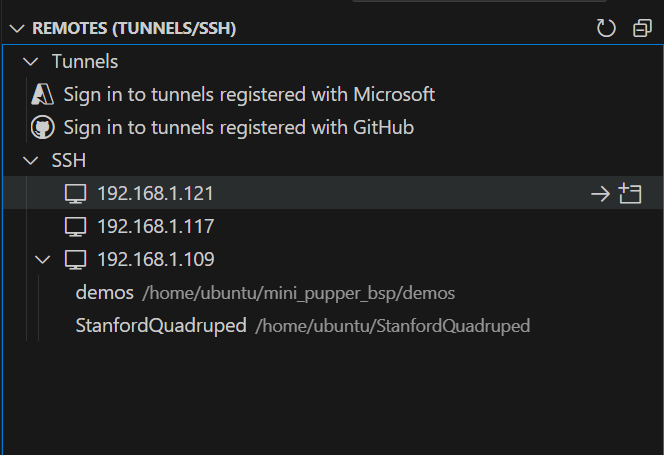 REMOTES (TUNNELS/SSH)
Tunnels
Sign in to tunnels registered with Microsoft
Sign in to tunnels registered with GitHub
SSH
192.168.1.121
192.168.1.117
192.168.1.109
demos /home/ubuntu/mini_pupper_bsp/demos
StanfordQuadruped /home/ubuntu/StanfordQuadruped